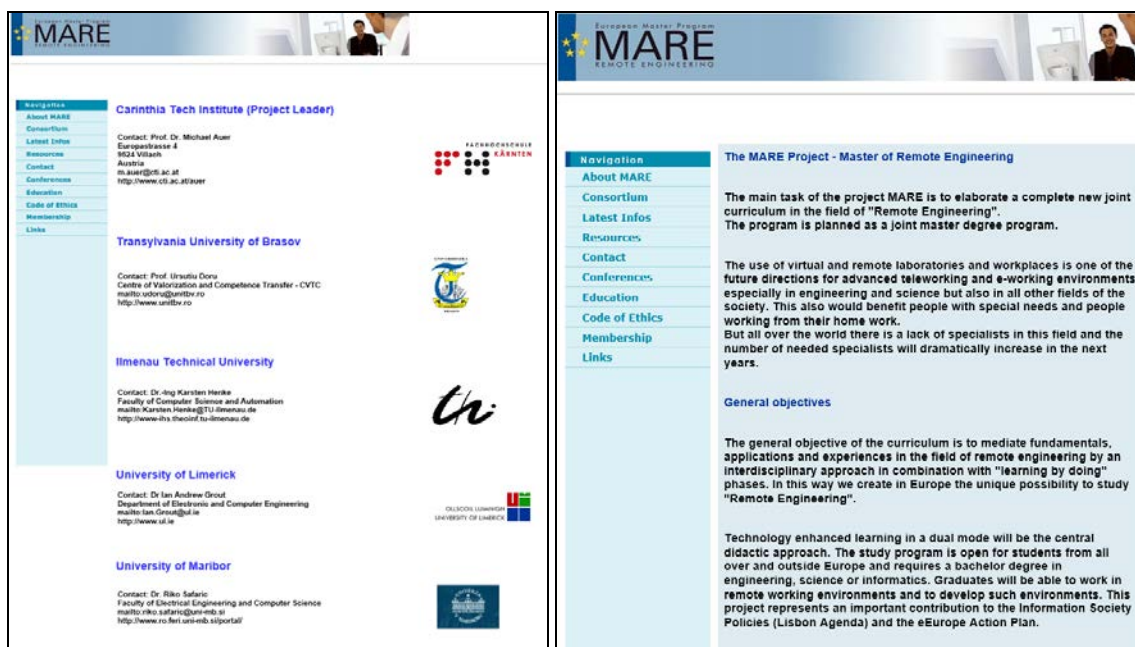 European Master Program
MARE
REMOTE ENGINEERING
Navigation
About MARE
Consortium
Latest Infos
Resources
Contact
Conferences
Education
Code of Ethics
Membership
Links
Carinthia Tech Institute (Project Leader)
Contact: Prof. Dr. Michael Auer
Europastrasse 4
9524 Villach
Austria
m.auer@cti.ac.at
http://www.cti.ac.at/auer
FACHHOCHSCHULE
KÄRNTEN
Transylvania University of Brasov
Contact: Prof. Ursutiu Doru
Centre of Valorization and Competence Transfer - CVTC
mailto:udoru@unitbv.ro
http://www.unitbv.ro
Ilmenau Technical University
Contact: Dr.-Ing Karsten Henke
Faculty of Computer Science and Automation
mailto:Karsten.Henke@TU-Ilmenau.de
http://www-ihs.theoinf.tu-ilmenau.de
th
University of Limerick
Contact: Dr Ian Andrew Grout
Department of Electronic and Computer Engineering
mailto:Ian.Grout@ul.ie
http://www.ul.ie
OLLSCOIL LUIMNIGH
UNIVERSITY OF LIMERICK
University of Maribor
Contact: Dr. Riko Safaric
Faculty of Electrical Engineering and Computer Science
mailto:riko.safaric@uni-mb.si
http://www.ro.feri.uni-mb.si/portal/
European Master Program
MARE
REMOTE ENGINEERING
Navigation
About MARE
Consortium
Latest Infos
Resources
Contact
Conferences
Education
Code of Ethics
Membership
Links
The MARE Project - Master of Remote Engineering
The main task of the project MARE is to elaborate a complete new joint
curriculum in the field of "Remote Engineering".
The program is planned as a joint master degree program.
The use of virtual and remote laboratories and workplaces is one of the
future directions for advanced teleworking and e-working environments
especially in engineering and science but also in all other fields of the
society. This also would benefit people with special needs and people
working from their home work.
But all over the world there is a lack of specialists in this field and the
number of needed specialists will dramatically increase in the next
years.
General objectives
The general objective of the curriculum is to mediate fundamentals,
applications and experiences in the field of remote engineering by an
interdisciplinary approach in combination with "learning by doing"
phases. In this way we create in Europe the unique possibility to study
"Remote Engineering".
Technology enhanced learning in a dual mode will be the central
didactic approach. The study program is open for students from all
over and outside Europe and requires a bachelor degree in
engineering, science or informatics. Graduates will be able to work in
remote working environments and to develop such environments. This
project represents an important contribution to the Information Society
Policies (Lisbon Agenda) and the eEurope Action Plan.